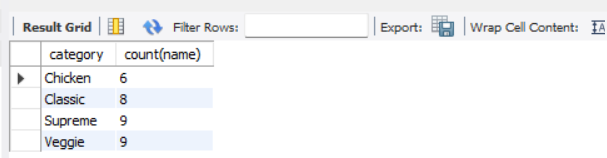 Result Grid Filter Rows: Export: Wrap Cell Content: IA
category count(name)
Chicken 6
Classic 8
Supreme 9
Veggie 9